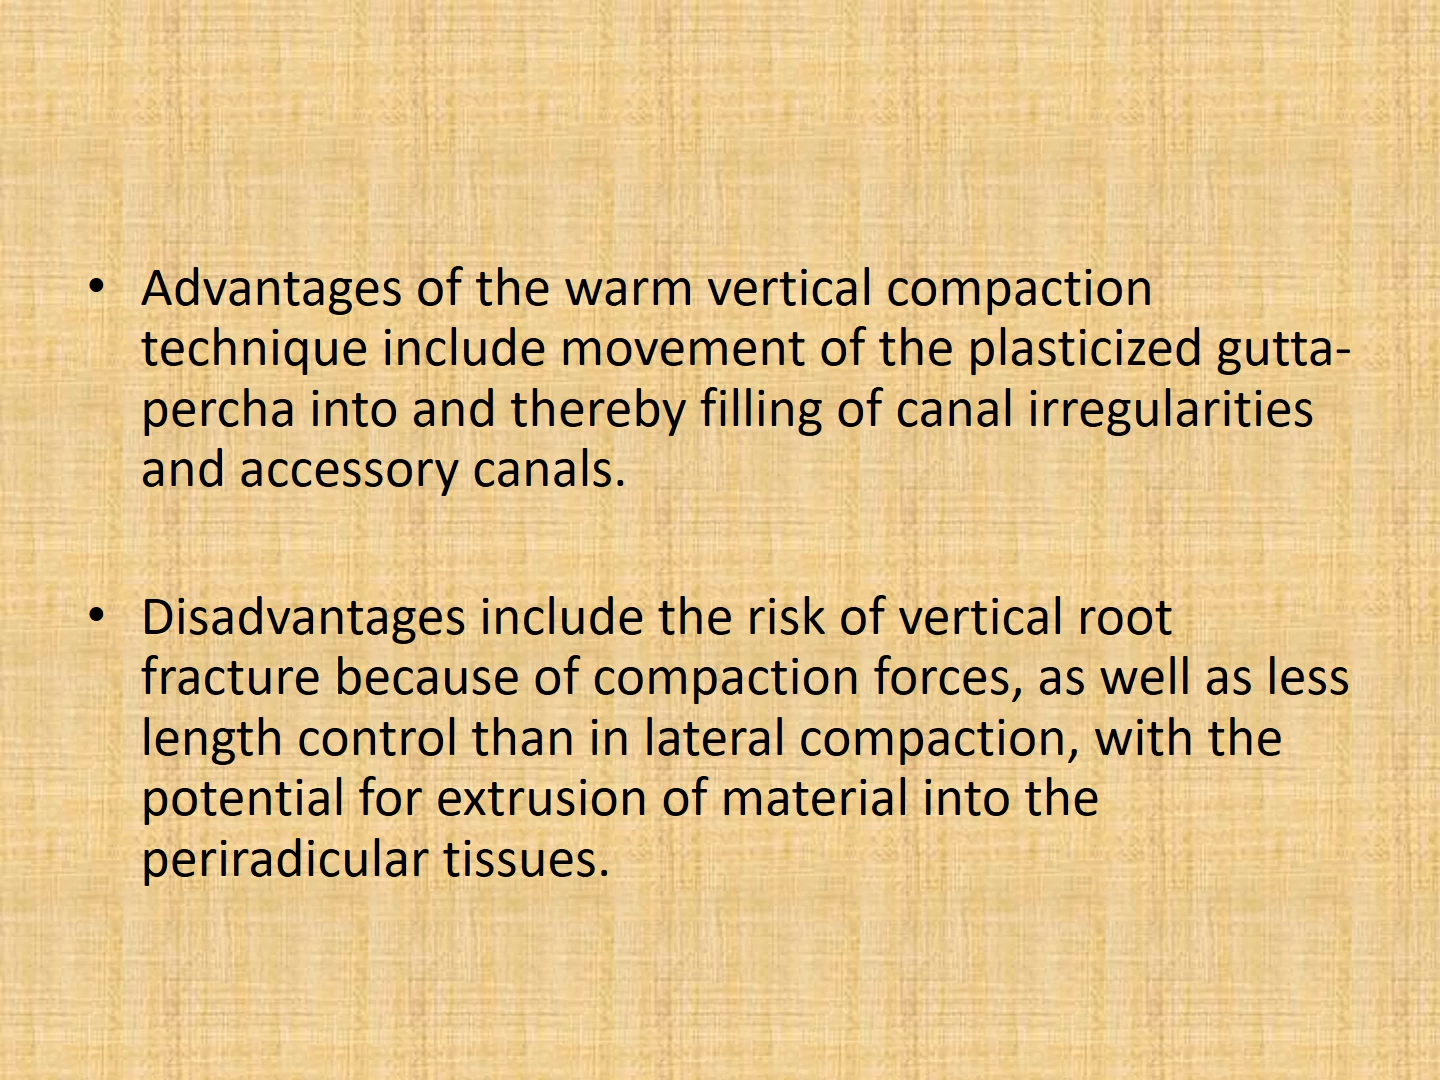 • Advantages of the warm vertical compaction
technique include movement of the plasticized gutta-
percha into and thereby filling of canal irregularities
and accessory canals.
• Disadvantages include the risk of vertical root
fracture because of compaction forces, as well as less
length control than in lateral compaction, with the
potential for extrusion of material into the
periradicular tissues.